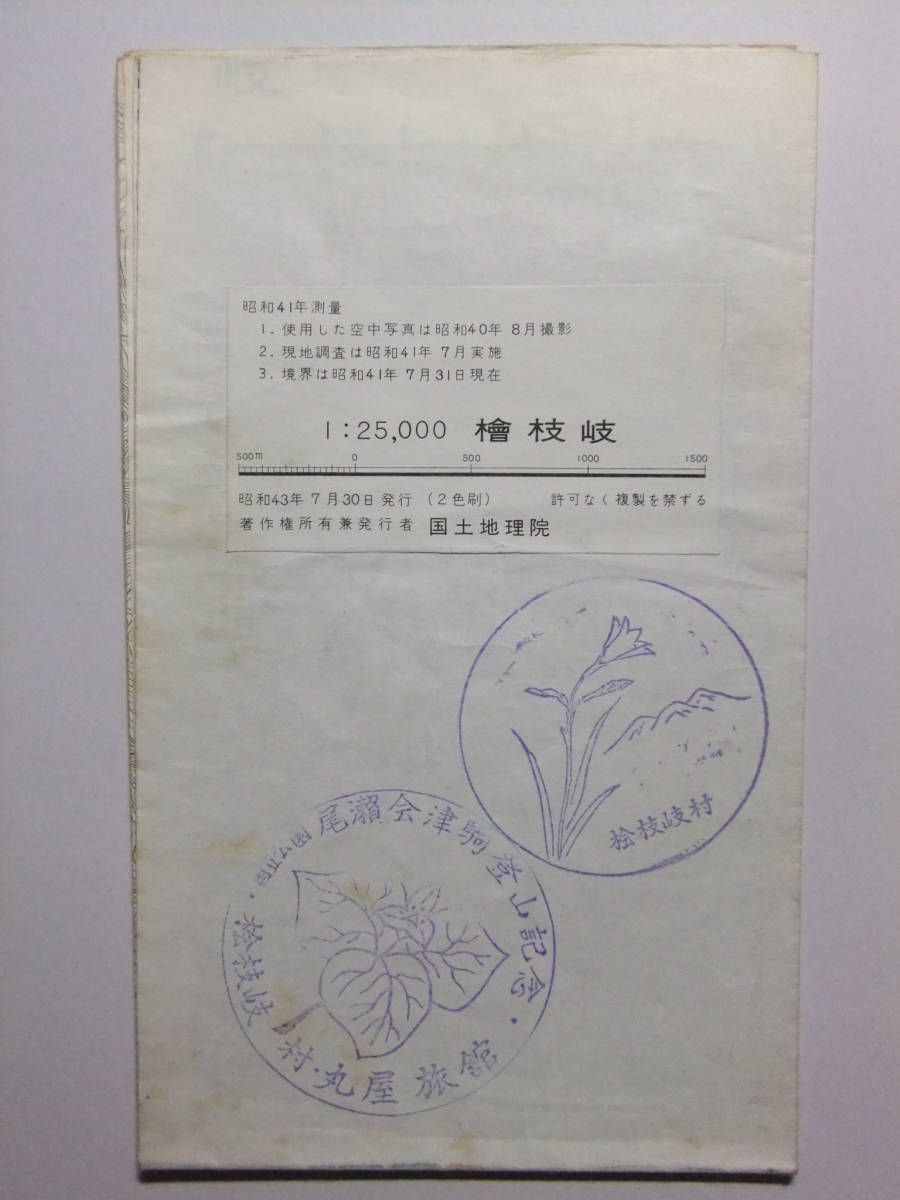 昭和41年測量
1. 使用した空中写真は昭和40年 8月撮影
2. 現地調査は昭和41年 7月実施
3. 境界は昭和41年 7月31日現在
1:25,000 檜枝岐
500m 0 500 1000 1500
昭和43年 7月30日発行 (2色刷) 許可なく複製を禁ずる
著作権所有兼発行者 国土地理院
桧枝岐村
国立公園 尾瀬会津駒登山記念・
・桧枝岐村・丸屋旅館